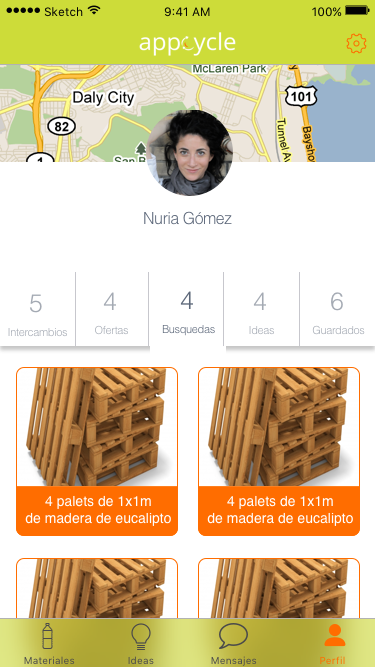 Sketch 9:41 AM 100%
appcycle
McLaren Park
Daly City
101
82
Tunnel Av
Baysho
1
San B
Nuria Gómez
5 4 4 4 6
Intercambios Ofertas Busquedas Ideas Guardados
4 palets de 1x1m
de madera de eucalipto
4 palets de 1x1m
de madera de eucalipto
Materiales Ideas Mensajes Perfil